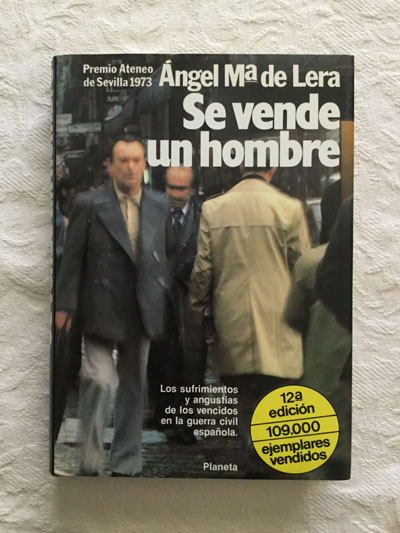 Premio Ateneo
de Sevilla 1973
Ángel Mª de Lera
Se vende
un hombre
Los sufrimientos
y angustias
de los vencidos
en la guerra civil
española.
12ª
edición
109.000
ejemplares
vendidos
Planeta